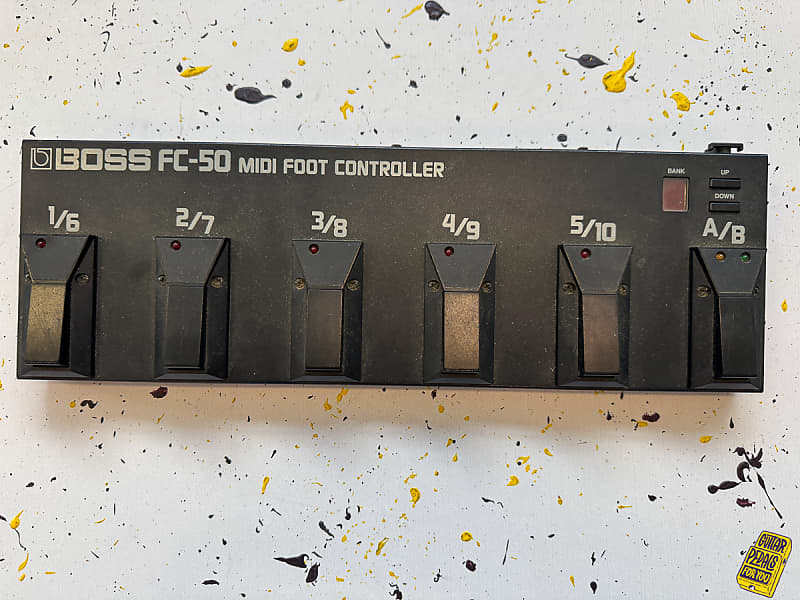 BOSS FC-50 MIDI FOOT CONTROLLER
BANK
UP
DOWN
1/6
2/7
3/8
4/9
5/10
A/B
GUITAR
PEDALS
FOR YOU